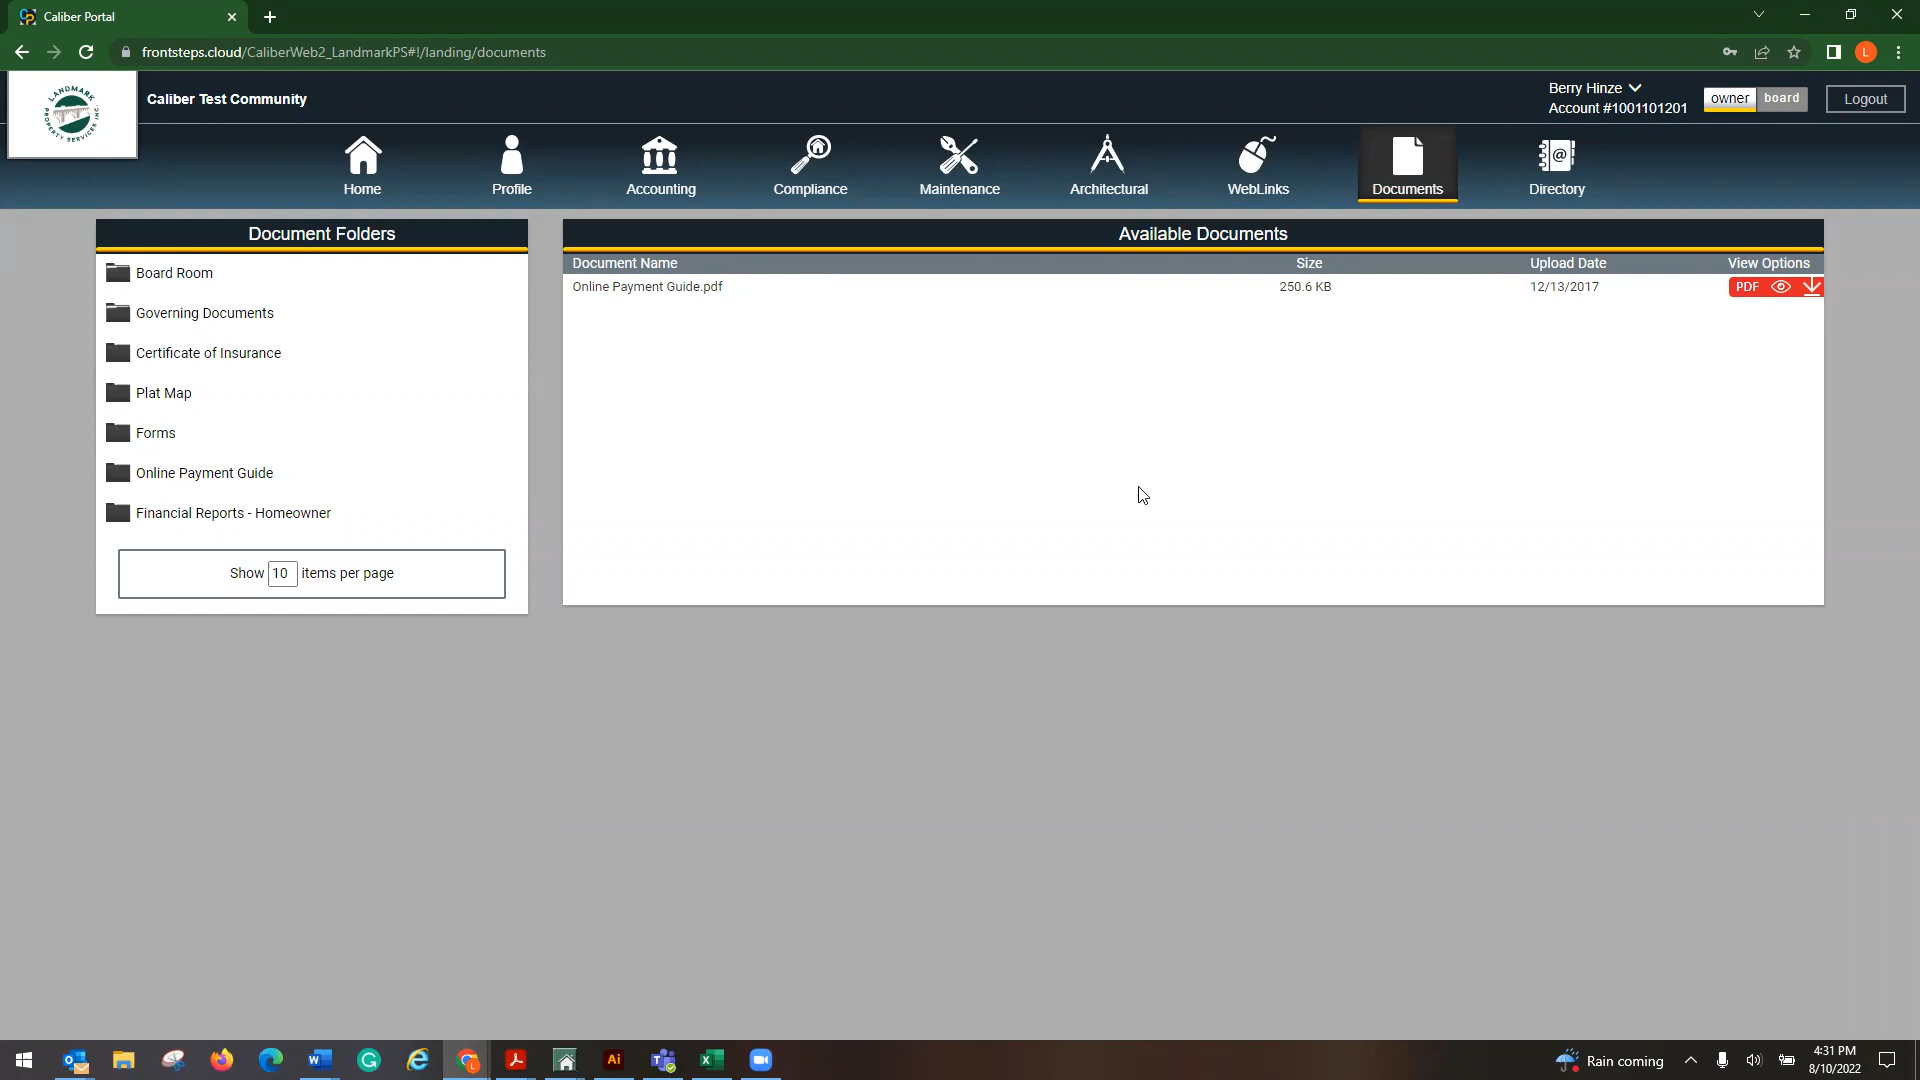 Caliber Portal
frontsteps.cloud/CaliberWeb2_LandmarkPS#!/landing/documents
L
LANDMARK
PROPERTY SERVICES INC
Caliber Test Community
Berry Hinze
Account #1001101201
owner board
Logout
Home Profile Accounting Compliance Maintenance Architectural WebLinks Documents Directory
Document Folders
Board Room
Governing Documents
Certificate of Insurance
Plat Map
Forms
Online Payment Guide
Financial Reports - Homeowner
Show 10 items per page
Available Documents
Document Name Size Upload Date View Options
Online Payment Guide.pdf 250.6 KB 12/13/2017 PDF
Rain coming
4:31 PM
8/10/2022